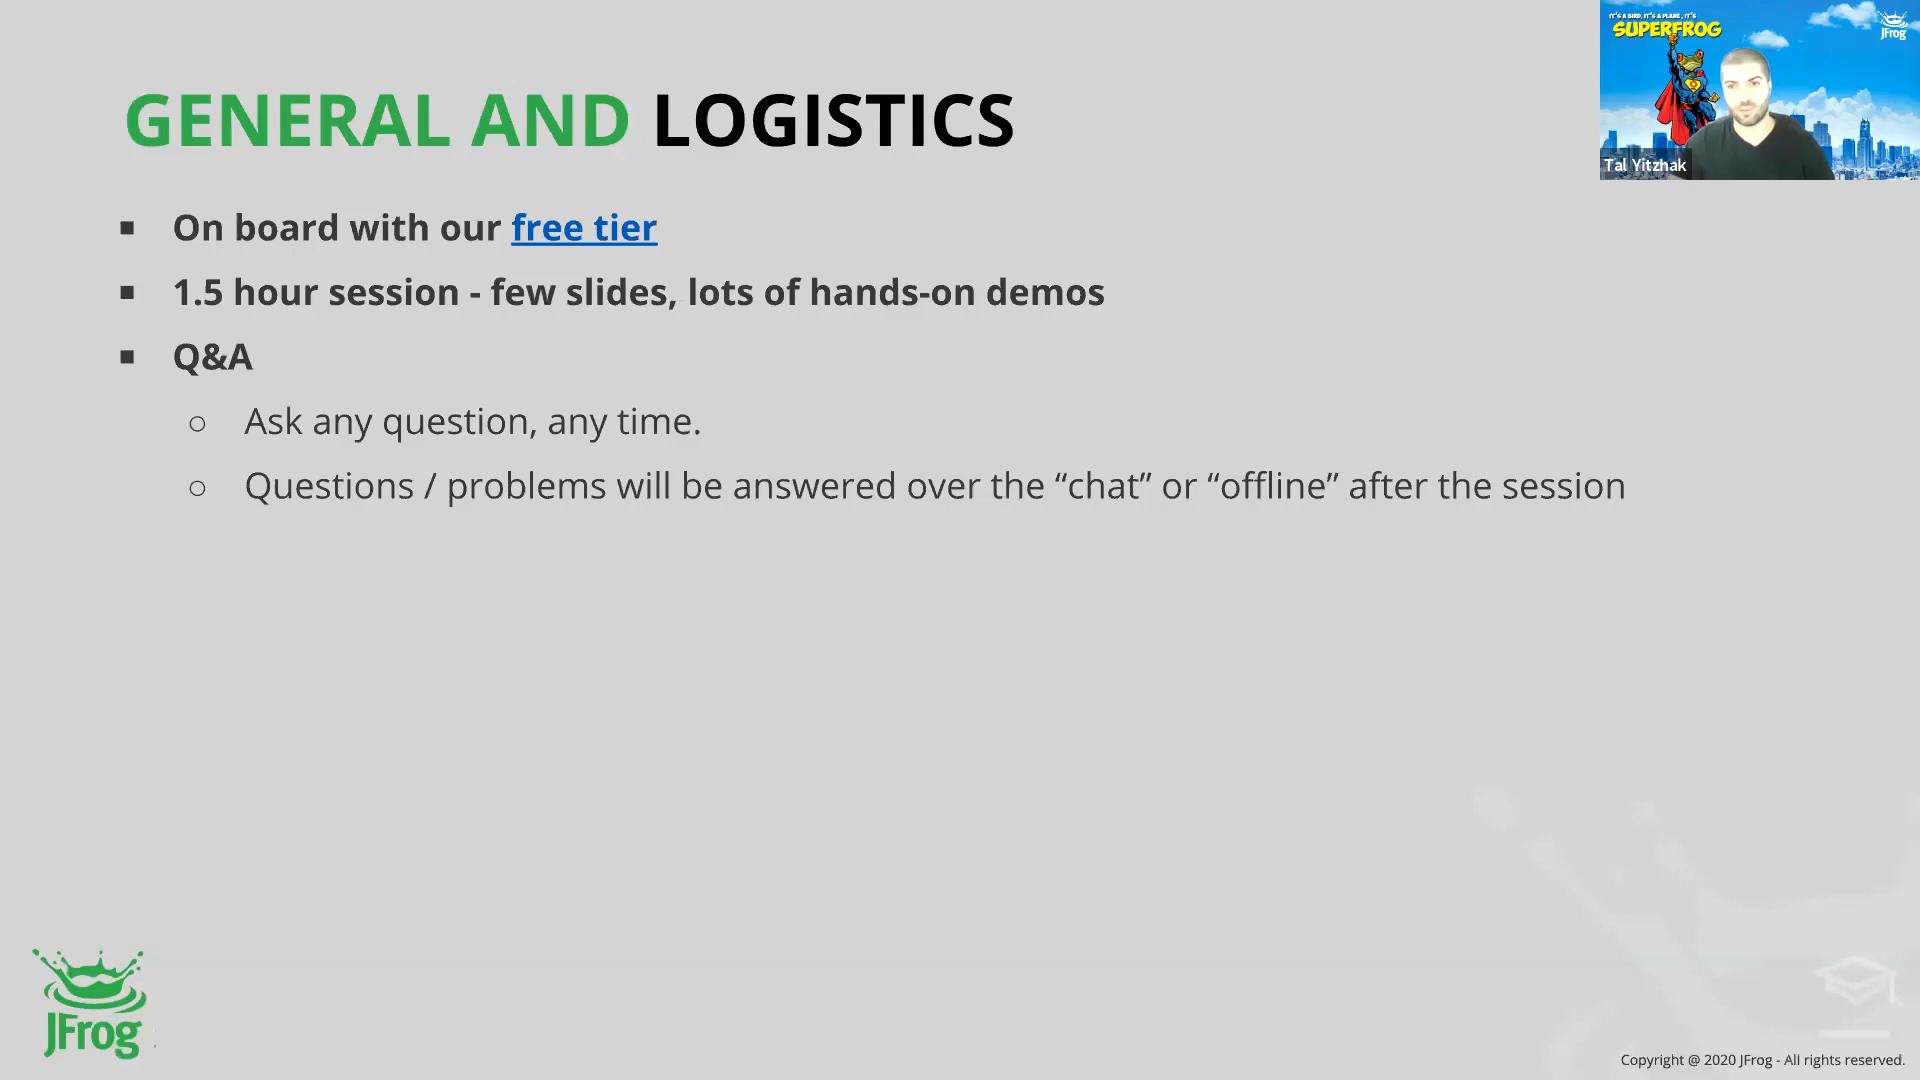 GENERAL AND LOGISTICS
IT'S A BIRD, IT'S A PLANE, IT'S
SUPERFROG
JFrog
Tal Yitzhak
▪ On board with our free tier
▪ 1.5 hour session - few slides, lots of hands-on demos
▪ Q&A
○ Ask any question, any time.
○ Questions / problems will be answered over the “chat” or “offline” after the session
JFrog
Copyright @ 2020 JFrog - All rights reserved.